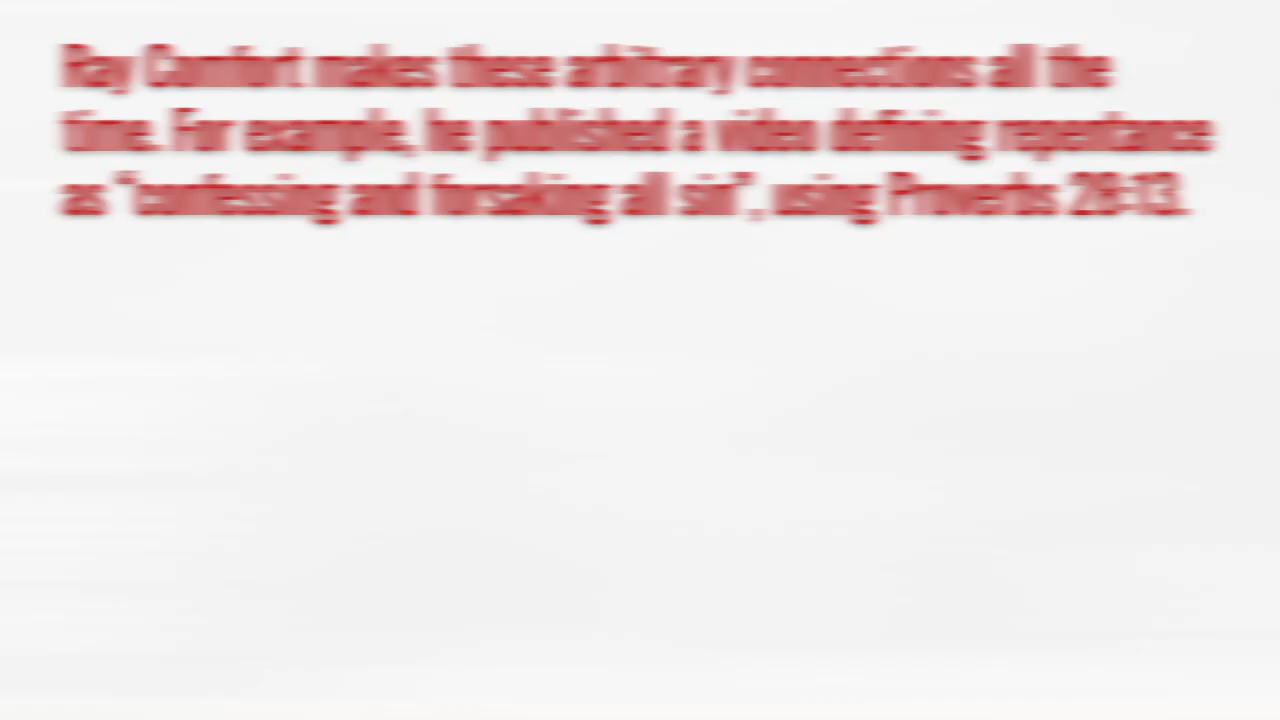 Ray Comfort makes these arbitrary connections all the
time. For example, he published a video defining repentance
as "confessing and forsaking all sin", using Proverbs 28:13.